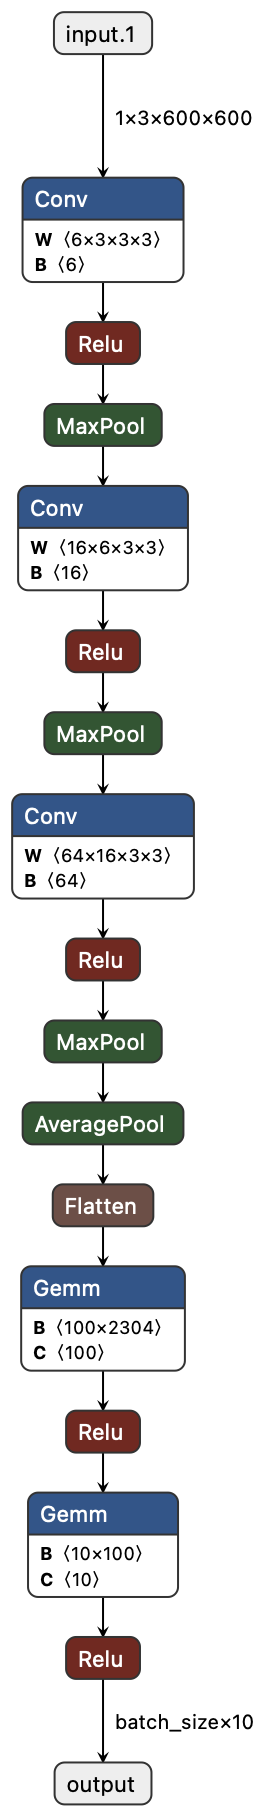 input.1
1×3×600×600
Conv
W ⟨6×3×3×3⟩
B ⟨6⟩
Relu
MaxPool
Conv
W ⟨16×6×3×3⟩
B ⟨16⟩
Relu
MaxPool
Conv
W ⟨64×16×3×3⟩
B ⟨64⟩
Relu
MaxPool
AveragePool
Flatten
Gemm
B ⟨100×2304⟩
C ⟨100⟩
Relu
Gemm
B ⟨10×100⟩
C ⟨10⟩
Relu
batch_size×10
output